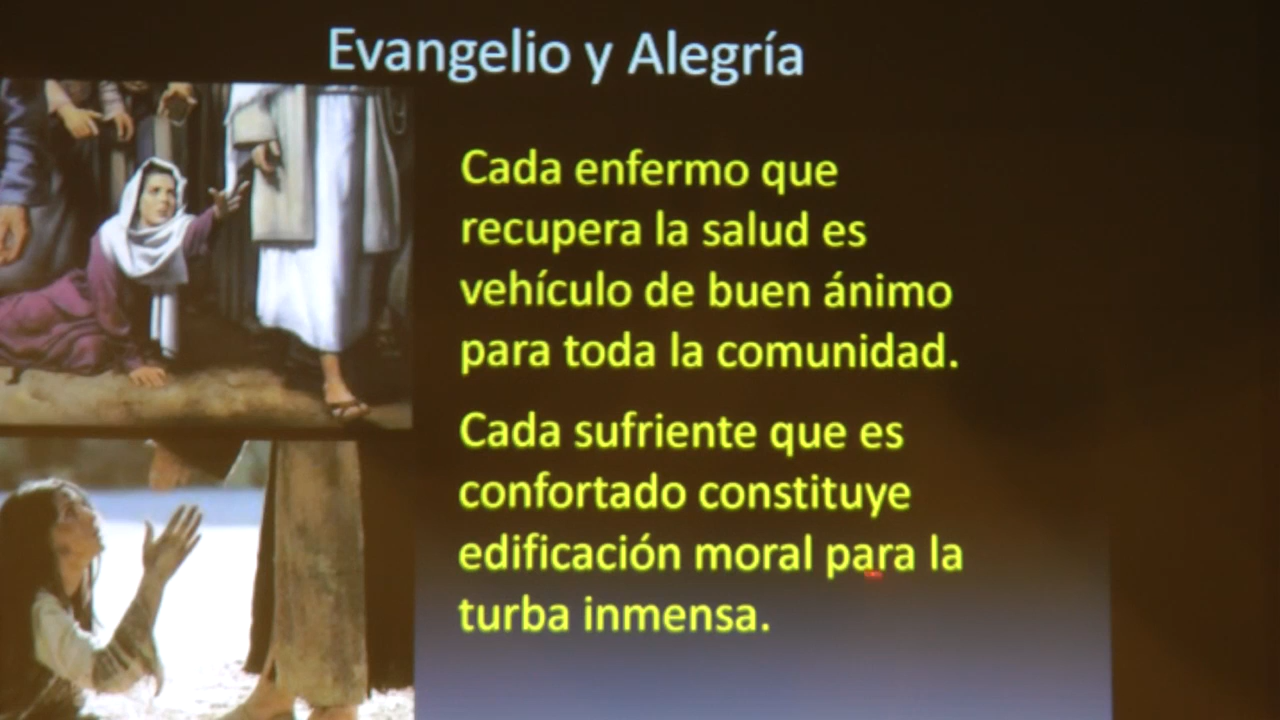 Evangelio y Alegría
Cada enfermo que
recupera la salud es
vehículo de buen ánimo
para toda la comunidad.
Cada sufriente que es
confortado constituye
edificación moral para la
turba inmensa.